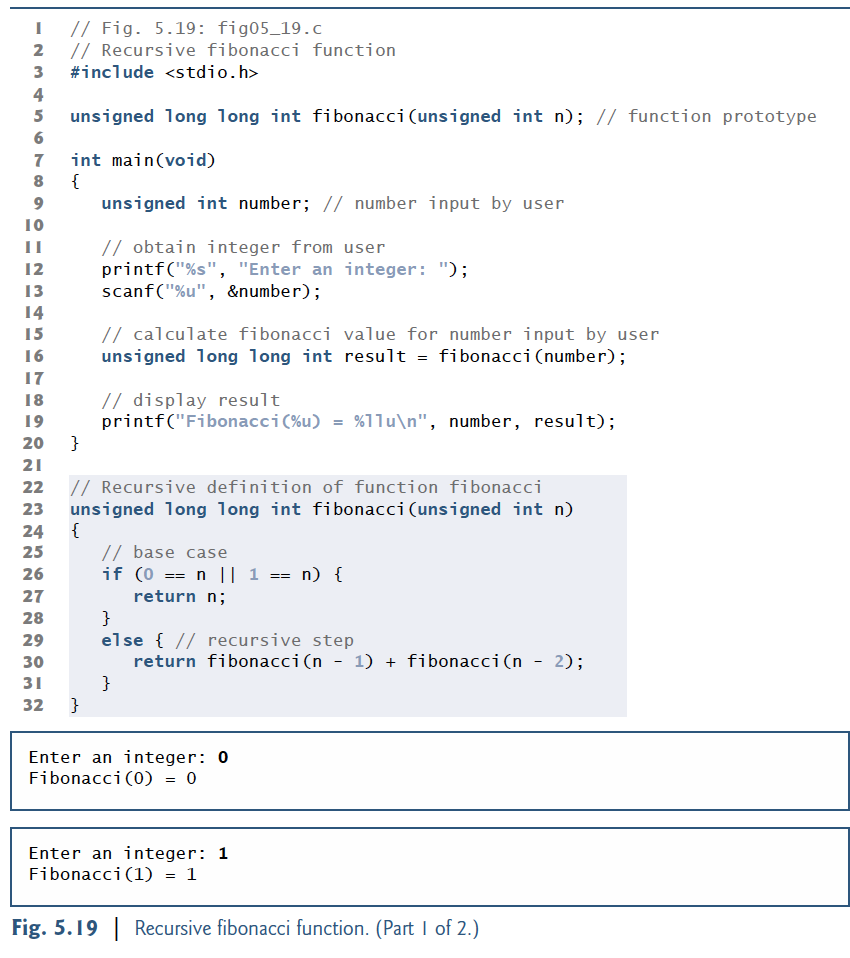 1 // Fig. 5.19: fig05_19.c
2 // Recursive fibonacci function
3 #include <stdio.h>
4
5 unsigned long long int fibonacci(unsigned int n); // function prototype
6
7 int main(void)
8 {
9    unsigned int number; // number input by user
10
11    // obtain integer from user
12    printf("%s", "Enter an integer: ");
13    scanf("%u", &number);
14
15    // calculate fibonacci value for number input by user
16    unsigned long long int result = fibonacci(number);
17
18    // display result
19    printf("Fibonacci(%u) = %llu\n", number, result);
20 }
21
22 // Recursive definition of function fibonacci
23 unsigned long long int fibonacci(unsigned int n)
24 {
25    // base case
26    if (0 == n || 1 == n) {
27       return n;
28    }
29    else { // recursive step
30       return fibonacci(n - 1) + fibonacci(n - 2);
31    }
32 }
Enter an integer: 0
Fibonacci(0) = 0
Enter an integer: 1
Fibonacci(1) = 1
Fig. 5.19 | Recursive fibonacci function. (Part 1 of 2.)